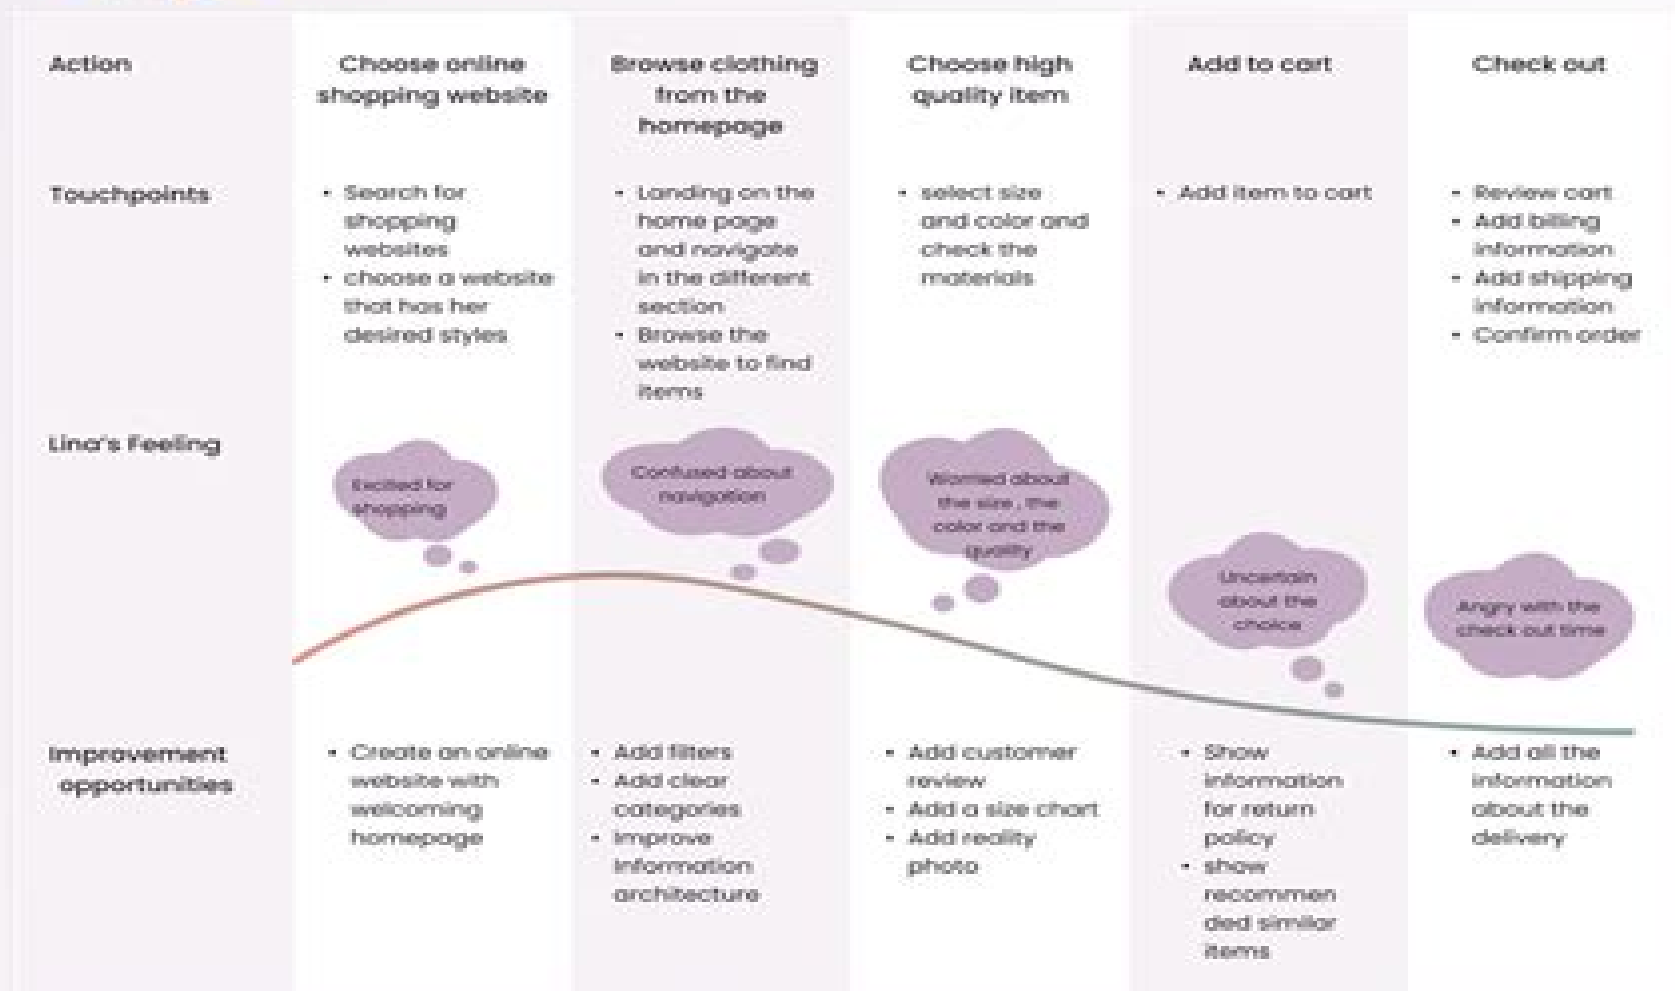 Action
Choose online
shopping website
Browse clothing
from the
homepage
Choose high
quality item
Add to cart
Check out
Touchpoints
• Search for
shopping
websites
• choose a website
that has her
desired styles
• Landing on the
home page
and navigate
in the different
section
• Browse the
website to find
items
• select size
and color and
check the
materials
• Add item to cart
• Review cart
• Add billing
information
• Add shipping
information
• Confirm order
Lina's Feeling
Excited for
shopping
Confused about
navigation
Worried about
the size , the
color and the
quality
Uncertain
about the
choice
Angry with the
check out time
Improvement
opportunities
• Create an online
website with
welcoming
homepage
• Add filters
• Add clear
categories
• Improve
Information
architecture
• Add customer
review
• Add a size chart
• Add reality
photo
• Show
information
for return
policy
• show
recommen
ded similar
items
• Add all the
information
about the
delivery